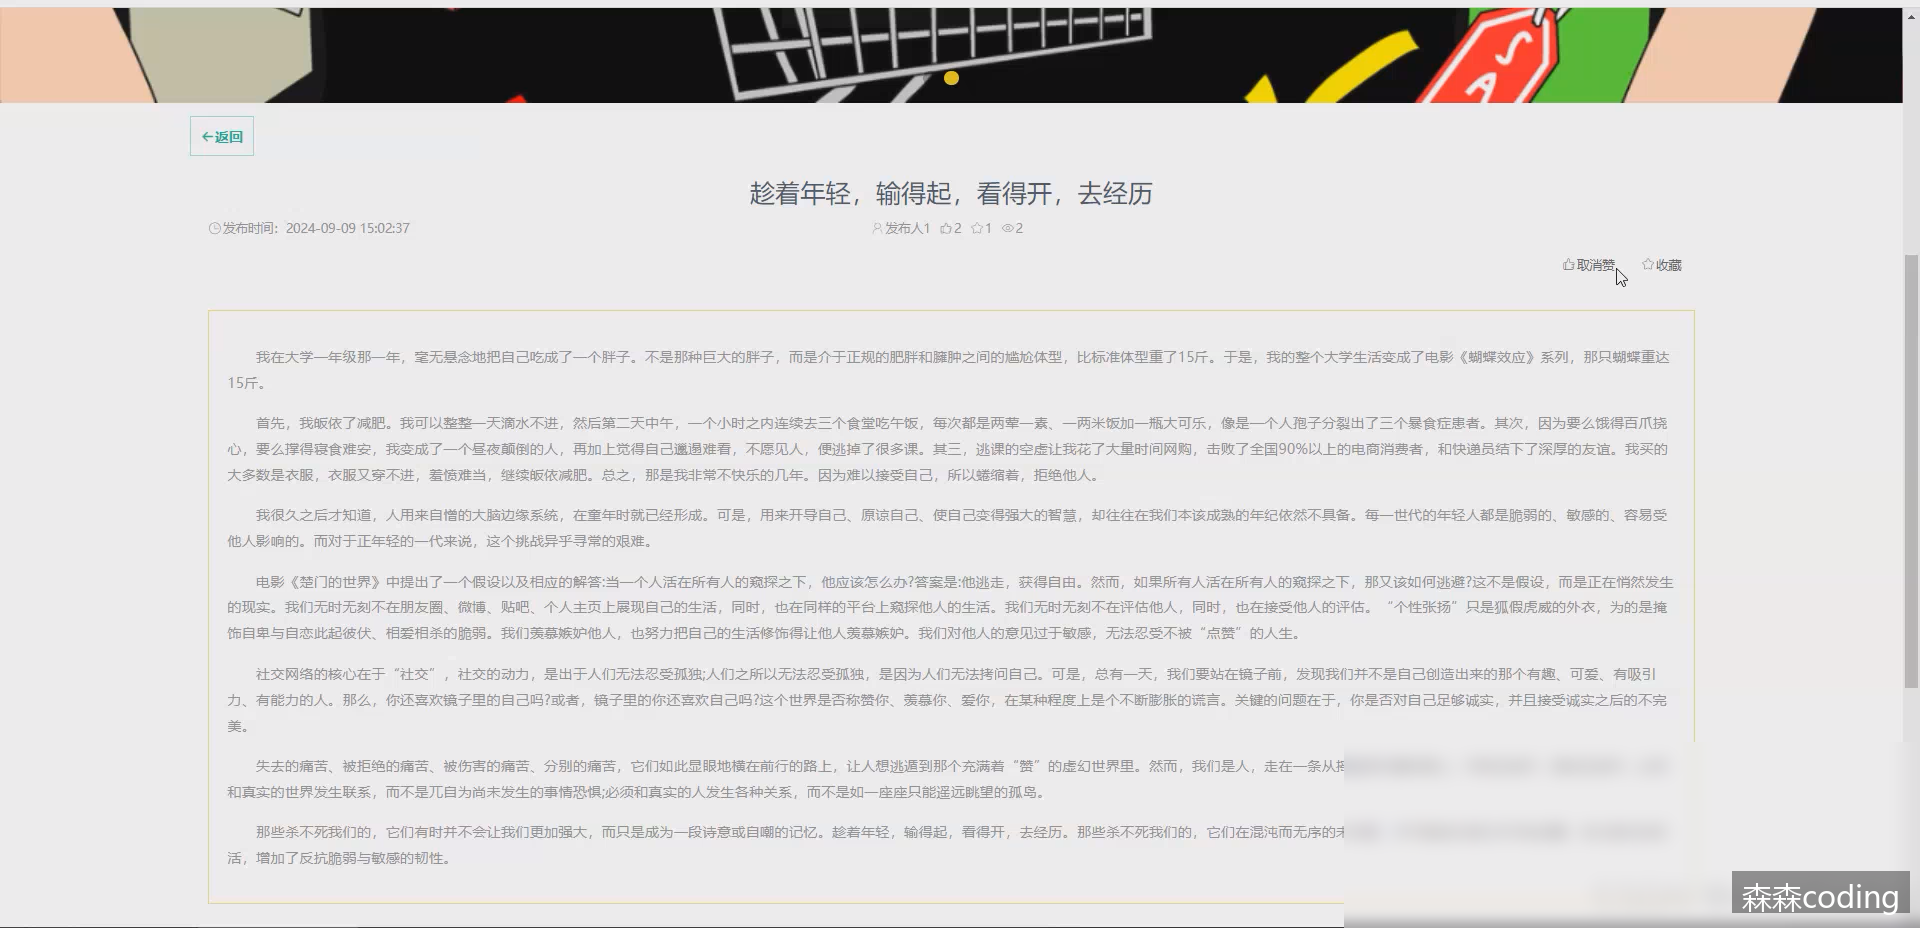 SA
返回
趁着年轻，输得起，看得开，去经历
发布时间：2024-09-09 15:02:37
发布人1 2 1 2
取消赞 收藏
我在大学一年级那一年，毫无悬念地把自己吃成了一个胖子。不是那种巨大的胖子，而是介于正规的肥胖和臃肿之间的尴尬体型，比标准体型重了15斤。于是，我的整个大学生活变成了电影《蝴蝶效应》系列，那只蝴蝶重达
15斤。
首先，我皈依了减肥。我可以整整一天滴水不进，然后第二天中午，一个小时之内连续去三个食堂吃午饭，每次都是两荤一素、一两米饭加一瓶大可乐，像是一个人孢子分裂出了三个暴食症患者。其次，因为要么饿得百爪挠
心，要么撑得寝食难安，我变成了一个昼夜颠倒的人，再加上觉得自己邋遢难看，不愿见人，便逃掉了很多课。其三，逃课的空虚让我花了大量时间网购，击败了全国90%以上的电商消费者，和快递员结下了深厚的友谊。我买的
大多数是衣服，衣服又穿不进，羞愤难当，继续皈依减肥。总之，那是我非常不快乐的几年。因为难以接受自己，所以蜷缩着，拒绝他人。
我很久之后才知道，人用来自憎的大脑边缘系统，在童年时就已经形成。可是，用来开导自己、原谅自己、使自己变得强大的智慧，却往往在我们本该成熟的年纪依然不具备。每一世代的年轻人都是脆弱的、敏感的、容易受
他人影响的。而对于正年轻的一代来说，这个挑战异乎寻常的艰难。
电影《楚门的世界》中提出了一个假设以及相应的解答:当一个人活在所有人的窥探之下，他应该怎么办?答案是:他逃走，获得自由。然而，如果所有人活在所有人的窥探之下，那又该如何逃避?这不是假设，而是正在悄然发生
的现实。我们无时无刻不在朋友圈、微博、贴吧、个人主页上展现自己的生活，同时，也在同样的平台上窥探他人的生活。我们无时无刻不在评估他人，同时，也在接受他人的评估。“个性张扬”只是狐假虎威的外衣，为的是掩
饰自卑与自恋此起彼伏、相爱相杀的脆弱。我们羡慕嫉妒他人，也努力把自己的生活修饰得让他人羡慕嫉妒。我们对他人的意见过于敏感，无法忍受不被“点赞”的人生。
社交网络的核心在于“社交”，社交的动力，是出于人们无法忍受孤独;人们之所以无法忍受孤独，是因为人们无法拷问自己。可是，总有一天，我们要站在镜子前，发现我们并不是自己创造出来的那个有趣、可爱、有吸引
力、有能力的人。那么，你还喜欢镜子里的自己吗?或者，镜子里的你还喜欢自己吗?这个世界是否称赞你、羡慕你、爱你，在某种程度上是个不断膨胀的谎言。关键的问题在于，你是否对自己足够诚实，并且接受诚实之后的不完
美。
失去的痛苦、被拒绝的痛苦、被伤害的痛苦、分别的痛苦，它们如此显眼地横在前行的路上，让人想逃遁到那个充满着“赞”的虚幻世界里。然而，我们是人，走在一条从
和真实的世界发生联系，而不是兀自为尚未发生的事情恐惧;必须和真实的人发生各种关系，而不是如一座座只能遥远眺望的孤岛。
那些杀不死我们的，它们有时并不会让我们更加强大，而只是成为一段诗意或自嘲的记忆。趁着年轻，输得起，看得开，去经历。那些杀不死我们的，它们在混沌而无序的
活，增加了反抗脆弱与敏感的韧性。
森森coding